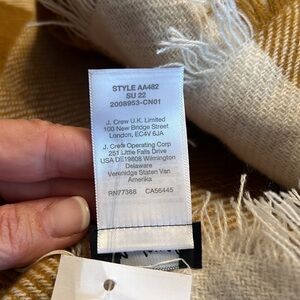 STYLE AA482
SU 22
2008953-CN01
J. Crew U.K. Limited
100 New Bridge Street
London, EC4V 6JA
J. Crew Operating Corp
251 Little Falls Drive
USA DE19808 Wilmington
Delaware
Verenidge Staten Van
Amerika
RN77388 CA56445